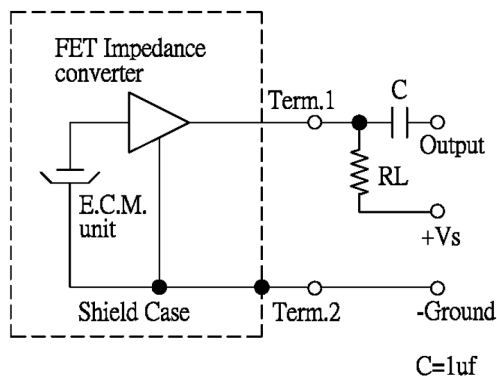 FET Impedance
converter
Term.1
C
Output
RL
E.C.M.
unit
+Vs
Shield Case
Term.2
-Ground
C=1uf